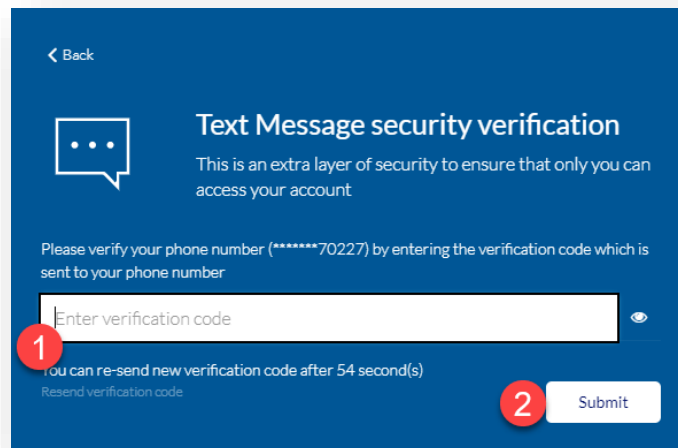 Back
Text Message security verification
This is an extra layer of security to ensure that only you can
access your account
Please verify your phone number (*******70227) by entering the verification code which is
sent to your phone number
Enter verification code
1
You can re-send new verification code after 54 second(s)
Resend verification code
2
Submit